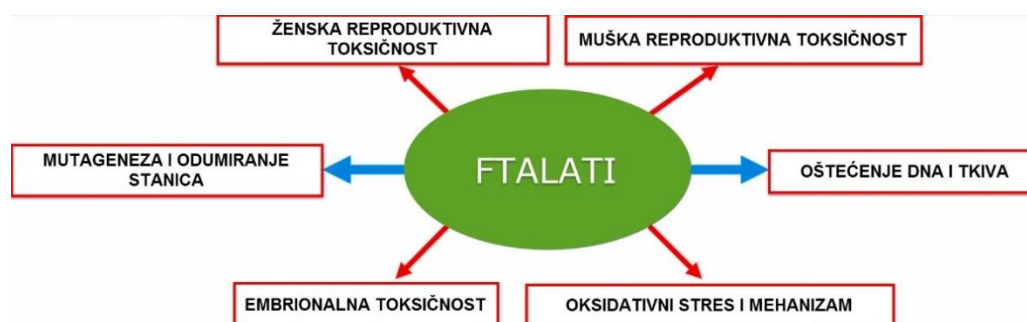 ŽENSKA REPRODUKTIVNA
TOKSIČNOST
MUŠKA REPRODUKTIVNA TOKSIČNOST
MUTAGENEZA I ODUMIRANJE
STANICA
FTALATI
OŠTEĆENJE DNA I TKIVA
EMBRIONALNA TOKSIČNOST
OKSIDATIVNI STRES I MEHANIZAM